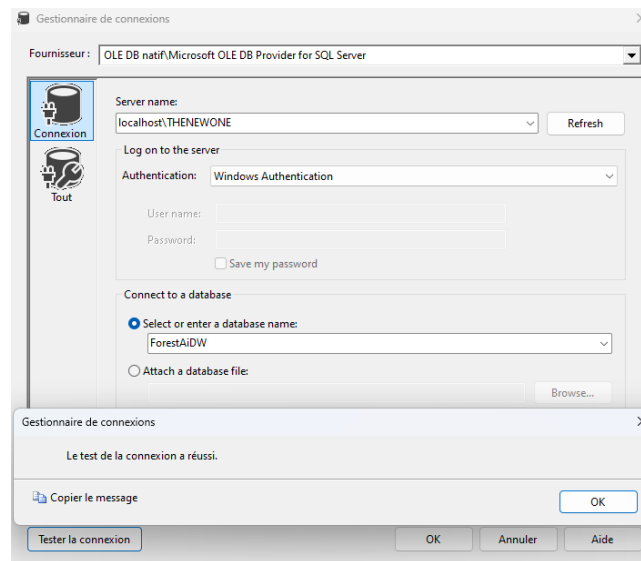 Gestionnaire de connexions
Fournisseur : OLE DB natif\Microsoft OLE DB Provider for SQL Server
Connexion
Tout
Server name:
localhost\THENEWONE
Refresh
Log on to the server
Authentication: Windows Authentication
User name:
Password:
Save my password
Connect to a database
Select or enter a database name:
ForestAiDW
Attach a database file:
Browse...
Gestionnaire de connexions
Le test de la connexion a réussi.
Copier le message
OK
Tester la connexion
OK
Annuler
Aide